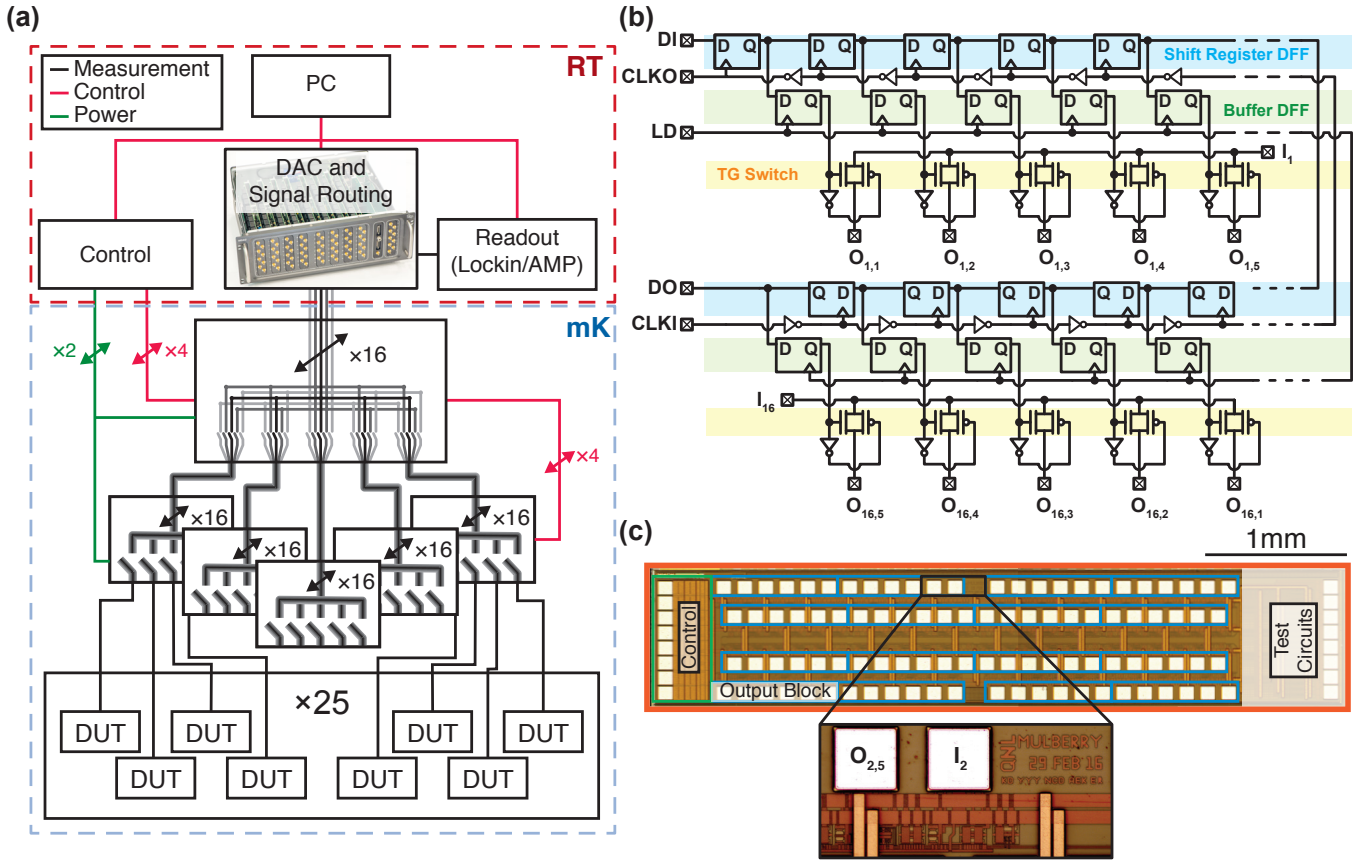 (a)
RT
Measurement
Control
Power
PC
DAC and
Signal Routing
Control
Readout
(Lockin/AMP)
mK
×2
×4
×16
×4
×16
×16
×16
×16
×16
×25
DUT
DUT
DUT
DUT
DUT
DUT
DUT
DUT
(b)
DI
D Q
D Q
D Q
D Q
D Q
Shift Register DFF
CLKO
D Q
D Q
D Q
D Q
D Q
Buffer DFF
LD
I1
TG Switch
O1,1
O1,2
O1,3
O1,4
O1,5
DO
Q D
Q D
Q D
Q D
Q D
CLKI
D Q
D Q
D Q
D Q
D Q
I16
O16,5
O16,4
O16,3
O16,2
O16,1
(c)
1mm
Control
Output Block
Test
Circuits
O2,5
I2
QNL
MULBERRY
29 FEB'16